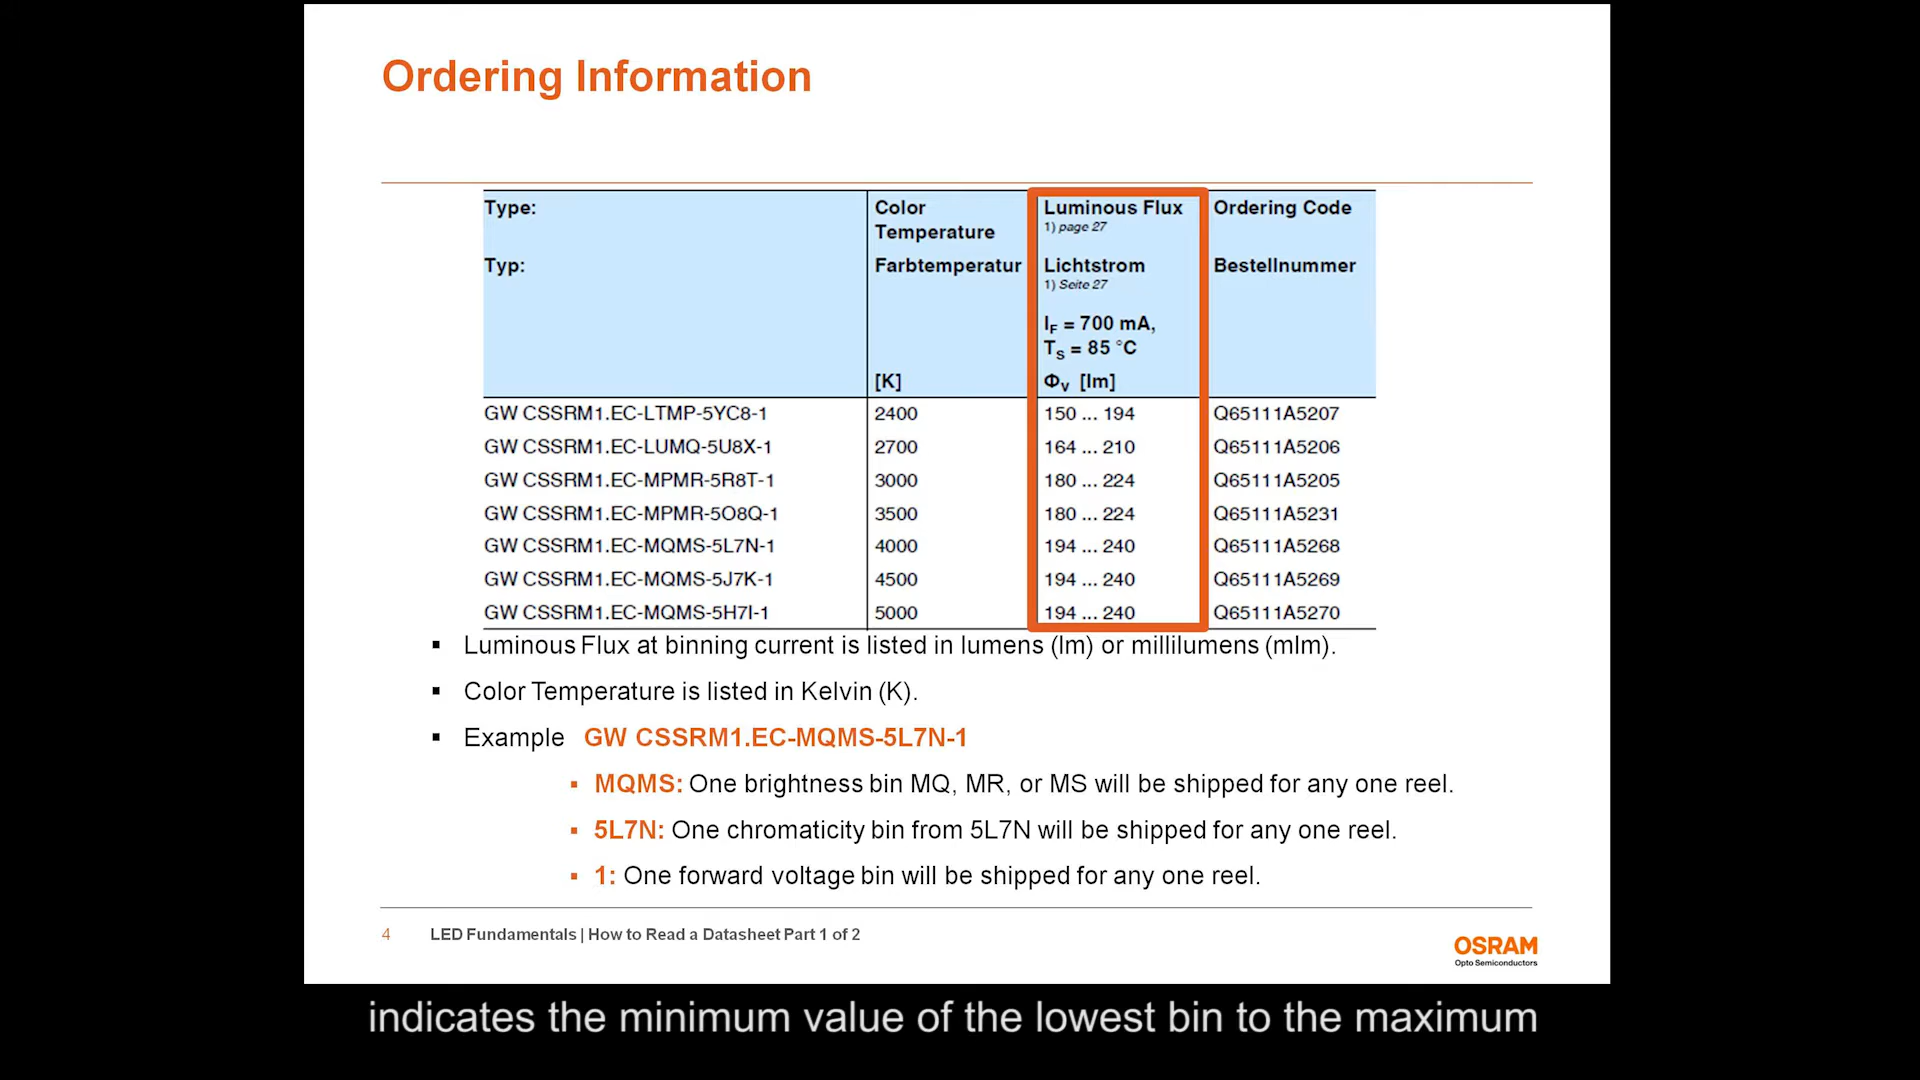 Ordering Information
Type: Color Temperature Luminous Flux Ordering Code
1) page 27
Typ: Farbtemperatur Lichtstrom Bestellnummer
1) Seite 27
IF = 700 mA,
TS = 85 °C
[K] ΦV [lm]
GW CSSRM1.EC-LTMP-5YC8-1 2400 150 ... 194 Q65111A5207
GW CSSRM1.EC-LUMQ-5U8X-1 2700 164 ... 210 Q65111A5206
GW CSSRM1.EC-MPMR-5R8T-1 3000 180 ... 224 Q65111A5205
GW CSSRM1.EC-MPMR-5O8Q-1 3500 180 ... 224 Q65111A5231
GW CSSRM1.EC-MQMS-5L7N-1 4000 194 ... 240 Q65111A5268
GW CSSRM1.EC-MQMS-5J7K-1 4500 194 ... 240 Q65111A5269
GW CSSRM1.EC-MQMS-5H7I-1 5000 194 ... 240 Q65111A5270
▪ Luminous Flux at binning current is listed in lumens (lm) or millilumens (mlm).
▪ Color Temperature is listed in Kelvin (K).
▪ Example GW CSSRM1.EC-MQMS-5L7N-1
▪ MQMS: One brightness bin MQ, MR, or MS will be shipped for any one reel.
▪ 5L7N: One chromaticity bin from 5L7N will be shipped for any one reel.
▪ 1: One forward voltage bin will be shipped for any one reel.
4 LED Fundamentals | How to Read a Datasheet Part 1 of 2
OSRAM
Opto Semiconductors
indicates the minimum value of the lowest bin to the maximum